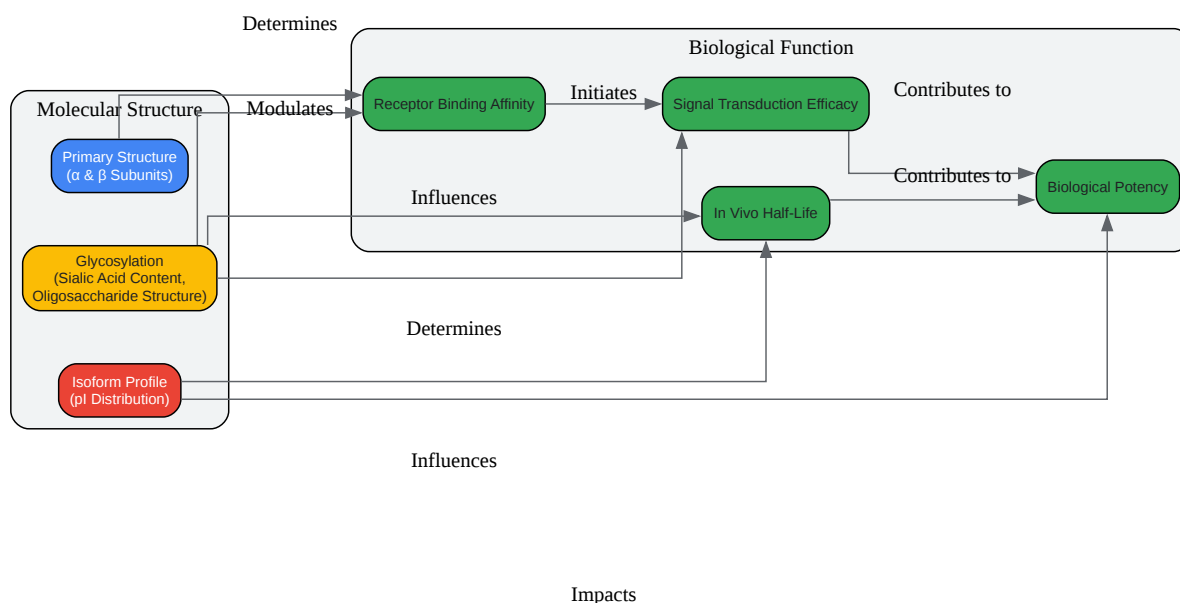 Determines
Biological Function
Molecular Structure
Modulates
Receptor Binding Affinity
Initiates
Signal Transduction Efficacy
Contributes to
Primary Structure
(α & β Subunits)
Influences
In Vivo Half-Life
Contributes to
Biological Potency
Glycosylation
(Sialic Acid Content,
Oligosaccharide Structure)
Determines
Isoform Profile
(pI Distribution)
Influences
Impacts